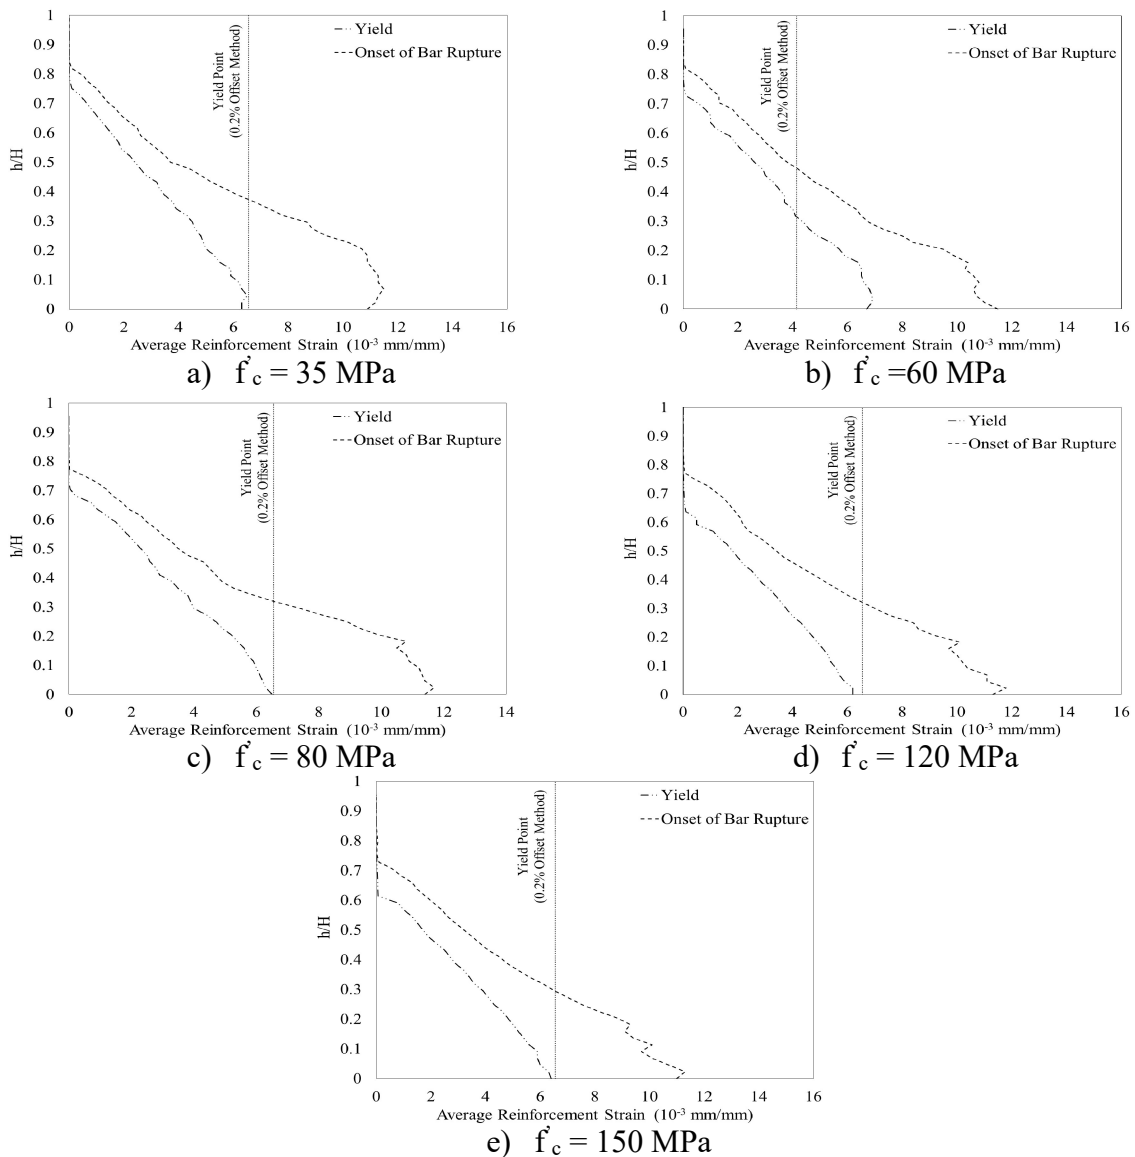 1
0.9
0.8
0.7
0.6
0.5
0.4
0.3
0.2
0.1
0
h/H
Yield Point
(0.2% Offset Method)
Yield
Onset of Bar Rupture
0 2 4 6 8 10 12 14 16
Average Reinforcement Strain (10-3 mm/mm)
a) f'c = 35 MPa
1
0.9
0.8
0.7
0.6
0.5
0.4
0.3
0.2
0.1
0
h/H
Yield Point
(0.2% Offset Method)
Yield
Onset of Bar Rupture
0 2 4 6 8 10 12 14 16
Average Reinforcement Strain (10-3 mm/mm)
b) f'c =60 MPa
1
0.9
0.8
0.7
0.6
0.5
0.4
0.3
0.2
0.1
0
h/H
Yield Point
(0.2% Offset Method)
Yield
Onset of Bar Rupture
0 2 4 6 8 10 12 14
Average Reinforcement Strain (10-3 mm/mm)
c) f'c = 80 MPa
1
0.9
0.8
0.7
0.6
0.5
0.4
0.3
0.2
0.1
0
h/H
Yield Point
(0.2% Offset Method)
Yield
Onset of Bar Rupture
0 2 4 6 8 10 12 14 16
Average Reinforcement Strain (10-3 mm/mm)
d) f'c = 120 MPa
1
0.9
0.8
0.7
0.6
0.5
0.4
0.3
0.2
0.1
0
h/H
Yield Point
(0.2% Offset Method)
Yield
Onset of Bar Rupture
0 2 4 6 8 10 12 14 16
Average Reinforcement Strain (10-3 mm/mm)
e) f'c = 150 MPa